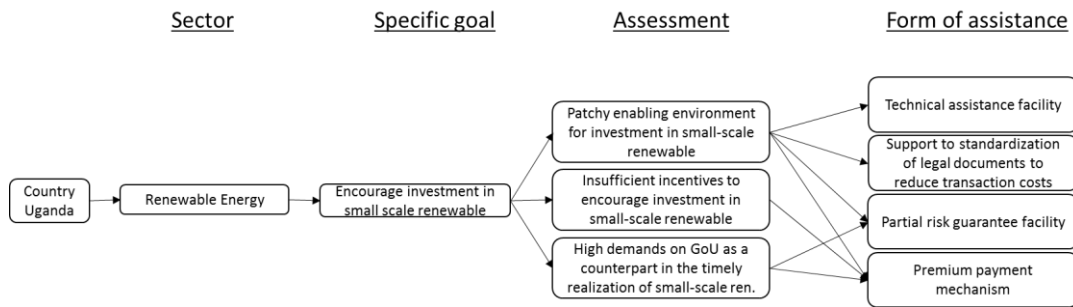 Sector
Specific goal
Assessment
Form of assistance
Country
Uganda
Renewable Energy
Encourage investment in
small scale renewable
Patchy enabling environment
for investment in small-scale
renewable
Insufficient incentives to
encourage investment in
small-scale renewable
High demands on GoU as a
counterpart in the timely
realization of small-scale ren.
Technical assistance facility
Support to standardization
of legal documents to
reduce transaction costs
Partial risk guarantee facility
Premium payment
mechanism